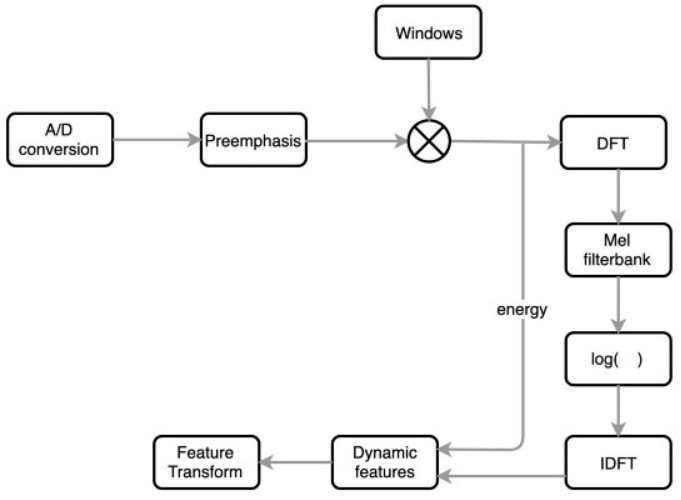 Windows
A/D
conversion
Preemphasis
DFT
Mel
filterbank
energy
log( )
Feature
Transform
Dynamic
features
IDFT